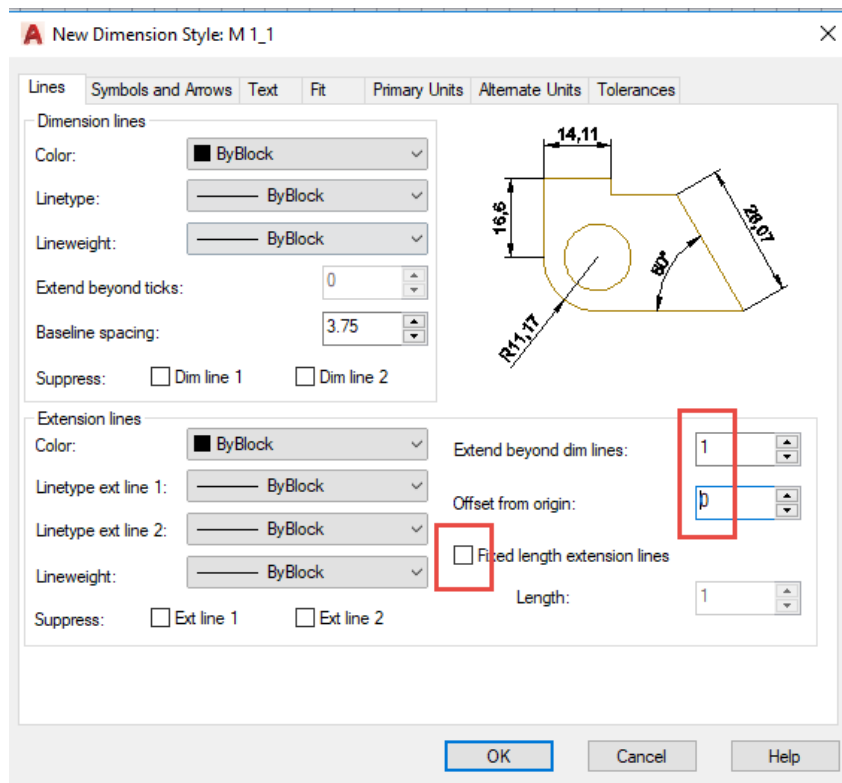 New Dimension Style: M 1_1
Lines Symbols and Arrows Text Fit Primary Units Alternate Units Tolerances
Dimension lines
Color: ByBlock
Linetype: ByBlock
Lineweight: ByBlock
Extend beyond ticks: 0
Baseline spacing: 3.75
Suppress: Dim line 1 Dim line 2
14,11
16,6
28,07
60°
R11,17
Extension lines
Color: ByBlock
Linetype ext line 1: ByBlock
Linetype ext line 2: ByBlock
Lineweight: ByBlock
Suppress: Ext line 1 Ext line 2
Extend beyond dim lines: 1
Offset from origin: 0
Fixed length extension lines
Length: 1
OK Cancel Help